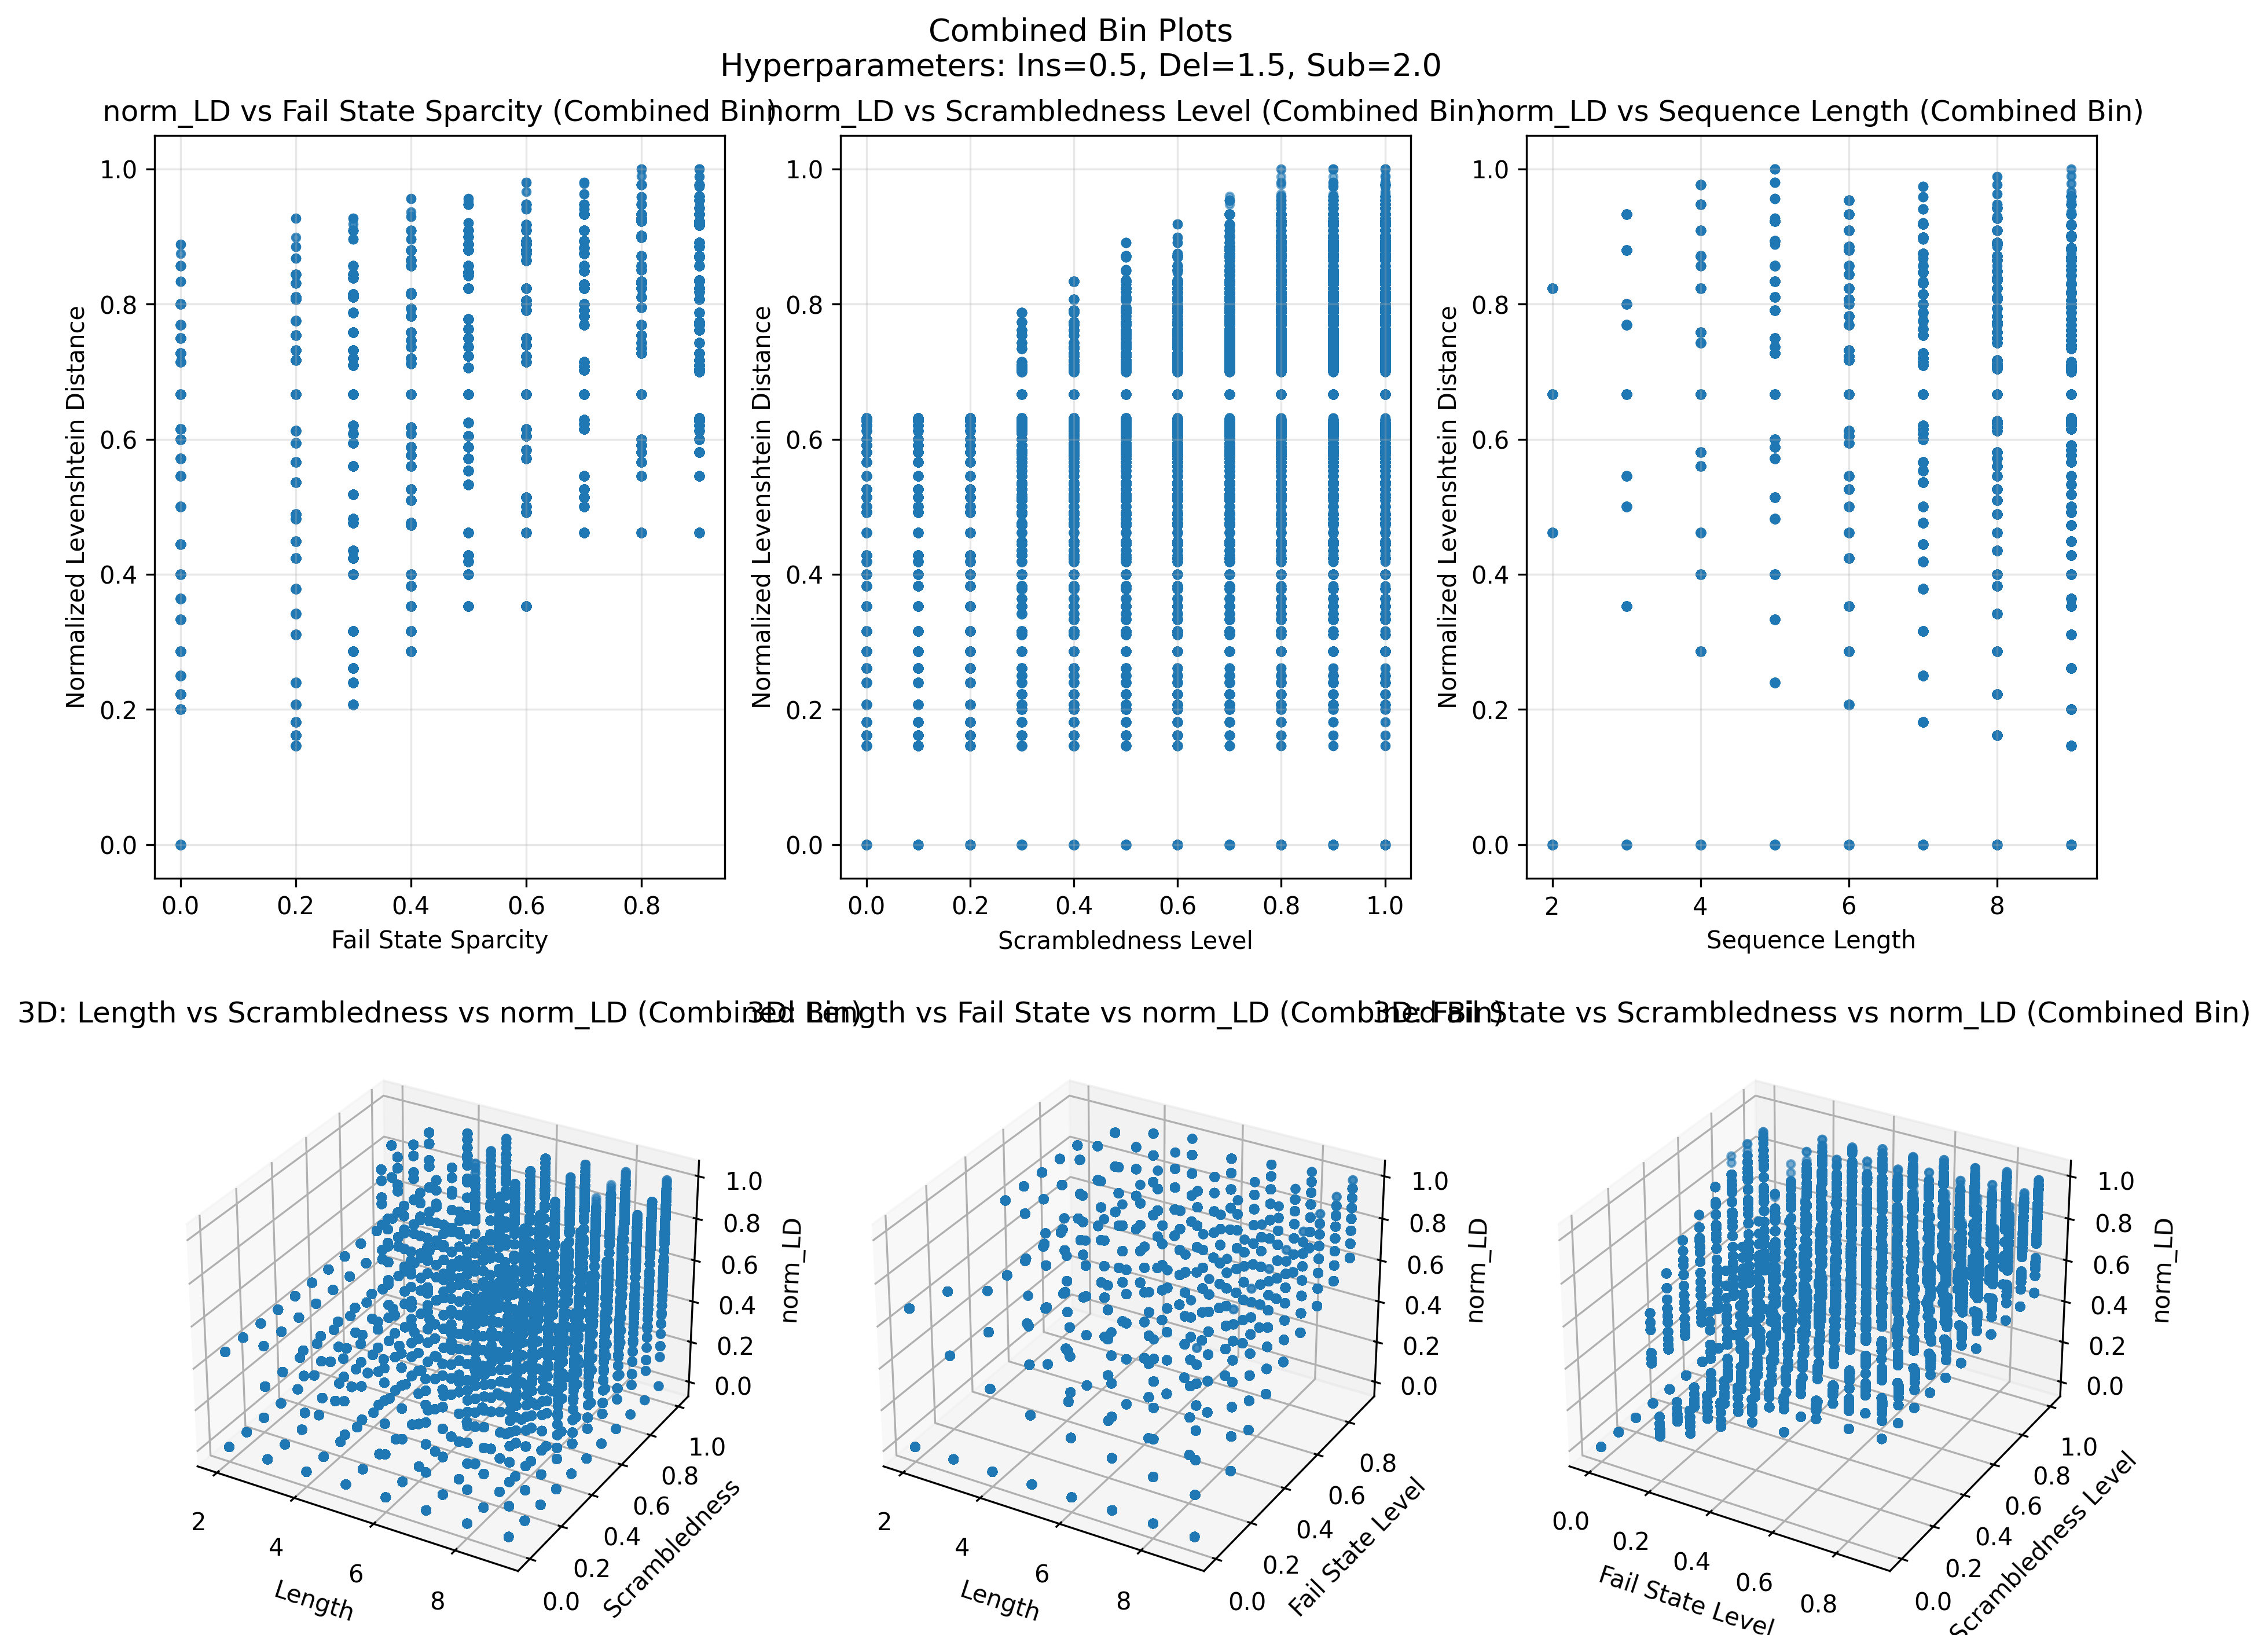 Combined Bin Plots
Hyperparameters: Ins=0.5, Del=1.5, Sub=2.0
norm_LD vs Fail State Sparcity (Combined Bin)
norm_LD vs Scrambledness Level (Combined Bin)
norm_LD vs Sequence Length (Combined Bin)
Normalized Levenshtein Distance
1.0
0.8
0.6
0.4
0.2
0.0
0.0 0.2 0.4 0.6 0.8
Fail State Sparcity
Normalized Levenshtein Distance
1.0
0.8
0.6
0.4
0.2
0.0
0.0 0.2 0.4 0.6 0.8 1.0
Scrambledness Level
Normalized Levenshtein Distance
1.0
0.8
0.6
0.4
0.2
0.0
2 4 6 8
Sequence Length
3D: Length vs Scrambledness vs norm_LD (Combined Bin)
3D: Length vs Fail State vs norm_LD (Combined Bin)
3D: Fail State vs Scrambledness vs norm_LD (Combined Bin)
1.0
0.8
0.6
0.4
0.2
0.0
norm_LD
2 4 6 8
Length
0.0 0.2 0.4 0.6 0.8 1.0
Scrambledness
1.0
0.8
0.6
0.4
0.2
0.0
norm_LD
2 4 6 8
Length
0.0 0.2 0.4 0.6 0.8
Fail State Level
1.0
0.8
0.6
0.4
0.2
0.0
norm_LD
0.0 0.2 0.4 0.6 0.8
Fail State Level
0.0 0.2 0.4 0.6 0.8 1.0
Scrambledness Level